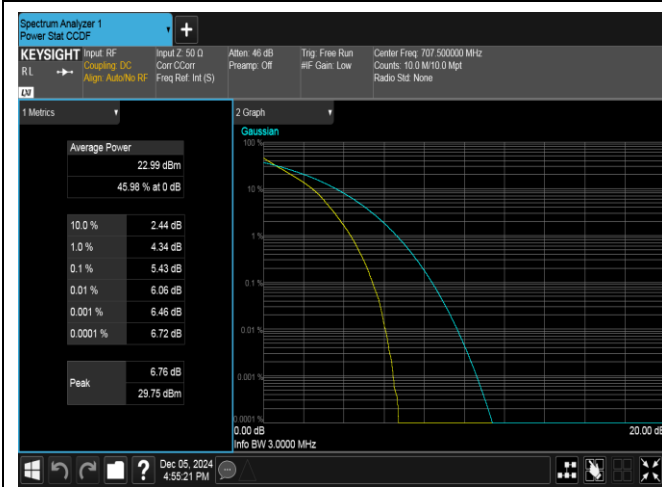 Spectrum Analyzer 1
Power Stat CCDF
KEYSIGHT
RL
LXI
Input: RF
Coupling: DC
Align: Auto/No RF
Input Z: 50 Ω
Corr CCorr
Freq Ref: Int (S)
Atten: 46 dB
Preamp: Off
Trig: Free Run
#IF Gain: Low
Center Freq: 707.500000 MHz
Counts: 10.0 M/10.0 Mpt
Radio Std: None
1 Metrics
Average Power
22.99 dBm
45.98 % at 0 dB
10.0 % 2.44 dB
1.0 % 4.34 dB
0.1 % 5.43 dB
0.01 % 6.06 dB
0.001 % 6.46 dB
0.0001 % 6.72 dB
Peak
6.76 dB
29.75 dBm
2 Graph
Gaussian
100 %
10 %
1 %
0.1 %
0.01 %
0.001 %
0.0001 %
0.00 dB
20.00 dB
Info BW 3.0000 MHz
?
Dec 05, 2024
4:55:21 PM